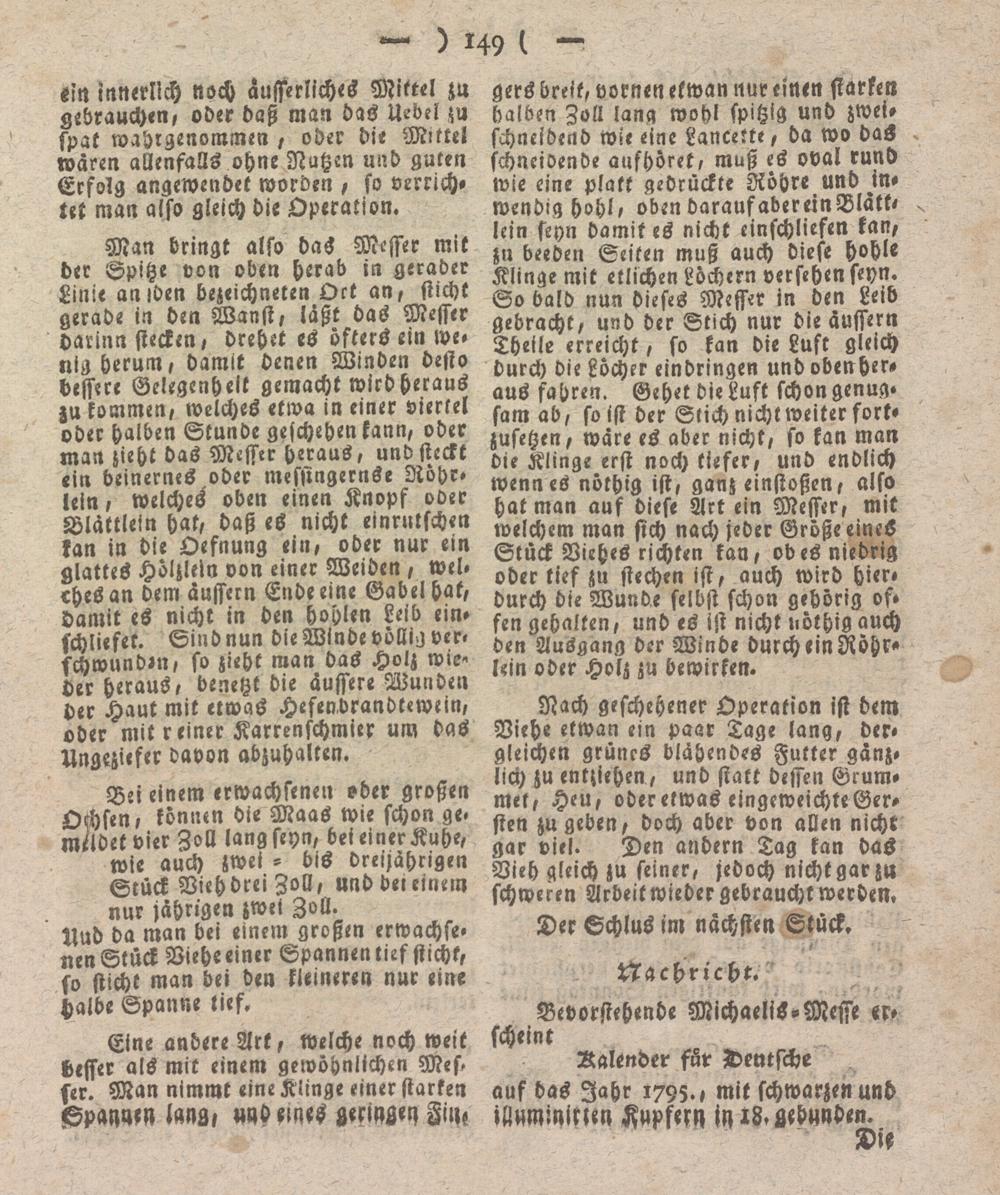 — ) 149 ( —
ein innerlich noch äusserliches Mittel zu
gebrauchen, oder daß man das Uebel zu
spat wahrgenommen, oder die Mittel
wären allenfalls ohne Nutzen und guten
Erfolg angewendet worden, so verrich-
tet man also gleich die Operation.
Man bringt also das Messer mit
der Spitze von oben herab in gerader
Linie an den bezeichneten Ort an, sticht
gerade in den Wanst, läßt das Messer
darinn stecken, drehet es öfters ein we-
nig herum, damit denen Winden desto
bessere Gelegenheit gemacht wird heraus
zu kommen, welches etwa in einer viertel
oder halben Stunde geschehen kann, oder
man zieht das Messer heraus, und steckt
ein beinernes oder messingernse Röhr-
lein, welches oben einen Knopf oder
Blättlein hat, daß es nicht einrutschen
kan in die Oefnung ein, oder nur ein
glattes Hölzlein von einer Weiden, wel-
ches an dem äussern Ende eine Gabel hat,
damit es nicht in den hohlen Leib ein-
schliefet. Sind nun die Winde völlig ver-
schwunden, so zieht man das Holz wie-
der heraus, benetzt die äussere Wunden
der Haut mit etwas Hefenbrandtewein,
oder mit r einer Karrenschmier um das
Ungeziefer davon abzuhalten.
Bei einem erwachsenen oder großen
Ochsen, können die Maas wie schon ge-
meldet vier Zoll lang seyn, bei einer Kuhe,
wie auch zwei- bis dreijährigen
Stück Vieh drei Zoll, und bei einem
nur jährigen zwei Zoll.
Und da man bei einem großen erwachse-
nen Stück Viehe einer Spannen tief sticht,
so sticht man bei den kleineren nur eine
halbe Spanne tief.
Eine andere Art, welche noch weit
besser als mit einem gewöhnlichen Mes-
ser. Man nimmt eine Klinge einer starken
Spannen lang, und eines geringen Fin-
gers breit, vornen etwan nur einen starken
halben Zoll lang wohl spitzig und zwei-
schneidend wie eine Lancette, da wo das
schneidende aufhöret, muß es oval rund
wie eine platt gedrückte Röhre und in-
wendig hohl, oben darauf aber ein Blätt-
lein seyn damit es nicht einschliefen kan,
zu beeden Seiten muß auch diese hohle
Klinge mit etlichen Löchern versehen seyn.
So bald nun dieses Messer in den Leib
gebracht, und der Stich nur die äussern
Theile erreicht, so kan die Luft gleich
durch die Löcher eindringen und oben her-
aus fahren. Gehet die Luft schon genug-
sam ab, so ist der Stich nicht weiter fort-
zusetzen, wäre es aber nicht, so kan man
die Klinge erst noch tiefer, und endlich
wenn es nöthig ist, ganz einstoßen, also
hat man auf diese Art ein Messer, mit
welchem man sich nach jeder Größe eines
Stück Viehes richten kan, ob es niedrig
oder tief zu stechen ist, auch wird hier-
durch die Wunde selbst schon gehörig of-
fen gehalten, und es ist nicht nöthig auch
den Ausgang der Winde durch ein Röhr-
lein oder Holz zu bewirken.
Nach geschehener Operation ist dem
Viehe etwan ein paar Tage lang, der-
gleichen grünes blähendes Futter gänz-
lich zu entziehen, und statt dessen Grum-
met, Heu, oder etwas eingeweichte Ger-
sten zu geben, doch aber von allen nicht
gar viel. Den andern Tag kan das
Vieh gleich zu seiner, jedoch nicht gar zu
schweren Arbeit wieder gebraucht werden.
Der Schlus im nächsten Stück.
Nachricht.
Bevorstehende Michaelis-Messe er-
scheint
Kalender für Deutsche
auf das Jahr 1795., mit schwarzen und
illuminitten Kupfern in 18. gebunden.
Die